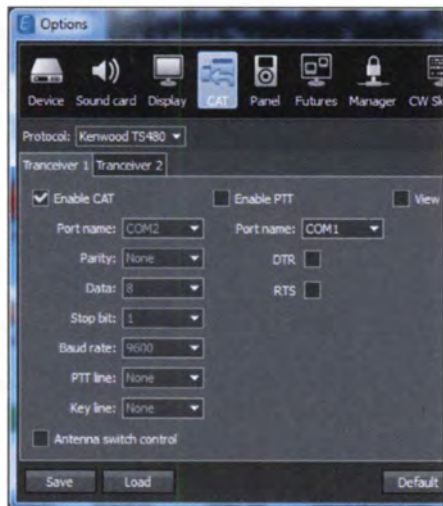 Options
Device Sound card Display CAT Panel Futures Manager CW Sk
Protocol: Kenwood TS480
Tranceiver 1 Tranceiver 2
Enable CAT Enable PTT View
Port name: COM2 Port name: COM1
Parity: None DTR
Data: 8 RTS
Stop bit: 1
Baud rate: 9600
PTT line: None
Key line: None
Antenna switch control
Save Load Default